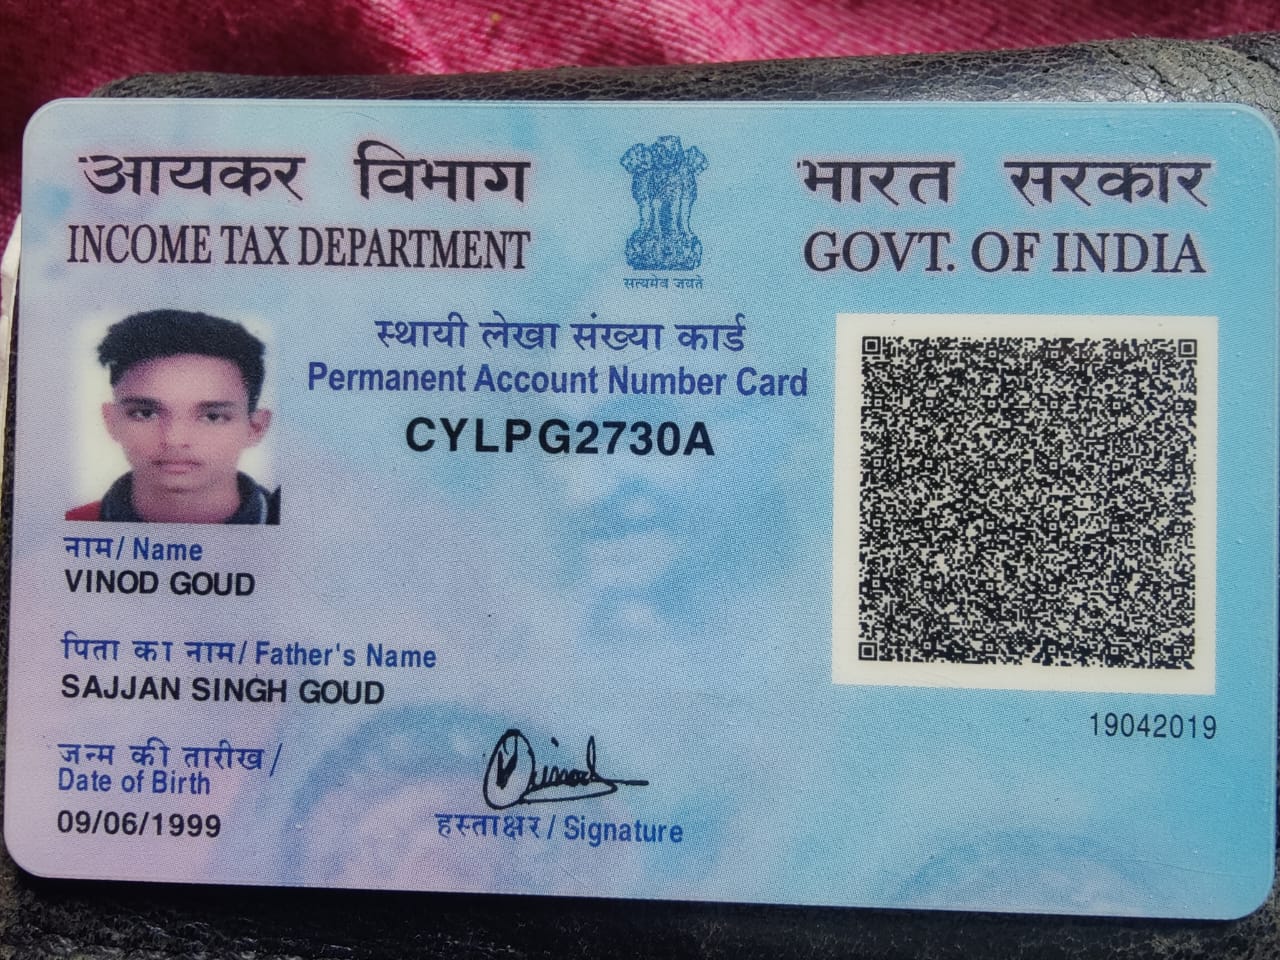 आयकर विभाग
INCOME TAX DEPARTMENT
सत्यमेव जयते
भारत सरकार
GOVT. OF INDIA
स्थायी लेखा संख्या कार्ड
Permanent Account Number Card
CYLPG2730A
नाम / Name
VINOD GOUD
पिता का नाम / Father's Name
SAJJAN SINGH GOUD
जन्म की तारीख /
Date of Birth
09/06/1999
Vinod
हस्ताक्षर / Signature
19042019